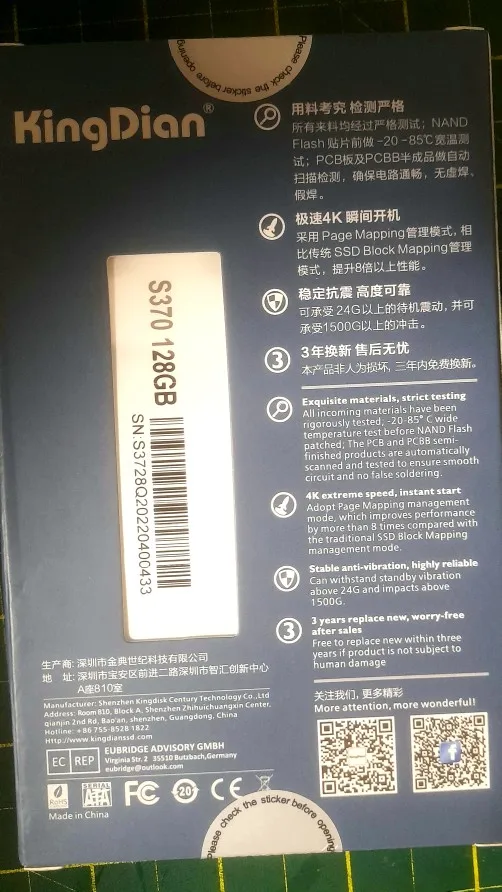 Please check the sticker before opening
KingDian®
用料考究 检测严格
所有来料均经过严格测试；NAND
Flash 贴片前做 -20 -85℃宽温测
试；PCB板及PCBB半成品做自动
扫描检测，确保电路通畅，无虚焊、
假焊。
极速4K 瞬间开机
采用 Page Mapping管理模式，相
比传统 SSD Block Mapping管理
模式，提升8倍以上性能。
稳定抗震 高度可靠
可承受 24G以上的待机震动，并可
承受1500G以上的冲击。
3
3年换新 售后无忧
本产品非人为损坏，三年内免费换新。
S370 128GB
SN:S3728Q20220400433
Exquisite materials, strict testing
All incoming materials have been
rigorously tested, -20-85° C wide
temperature test before NAND Flash
patched; The PCB and PCBB semi-
finished products are automatically
scanned and tested to ensure smooth
circuit and no false soldering.
4K extreme speed, instant start
Adopt Page Mapping management
mode, which improves performance
by more than 8 times compared with
the traditional SSD Block Mapping
management mode.
Stable anti-vibration, highly reliable
Can withstand standby vibration
above 24G and impacts above
1500G.
3
3 years replace new, worry-free
after sales
Free to replace new within three
years if product is not subject to
human damage
生产商: 深圳市金典世纪科技有限公司
地 址: 深圳市宝安区前进二路深圳市智汇创新中心
A座810室
Manufacturer: Shenzhen Kingdisk Century Technology Co.,Ltd
Address: Room810, Block A, Shenzhen Zhihuichuangxin Center,
qianjin 2nd Rd, Bao'an, shenzhen, Guangdong, China
Hotline: +86 755-8528 1822
Http://www.kingdianssd.com
EC REP
EUBRIDGE ADVISORY GMBH
Virginia Str. 2 35510 Butzbach,Germany
eubridge@outlook.com
RoHS
SERIAL
ATA
FC
20
CE
Made in China
关注我们, 更多精彩
More attention, more wonderful!
f
Please check the sticker before opening